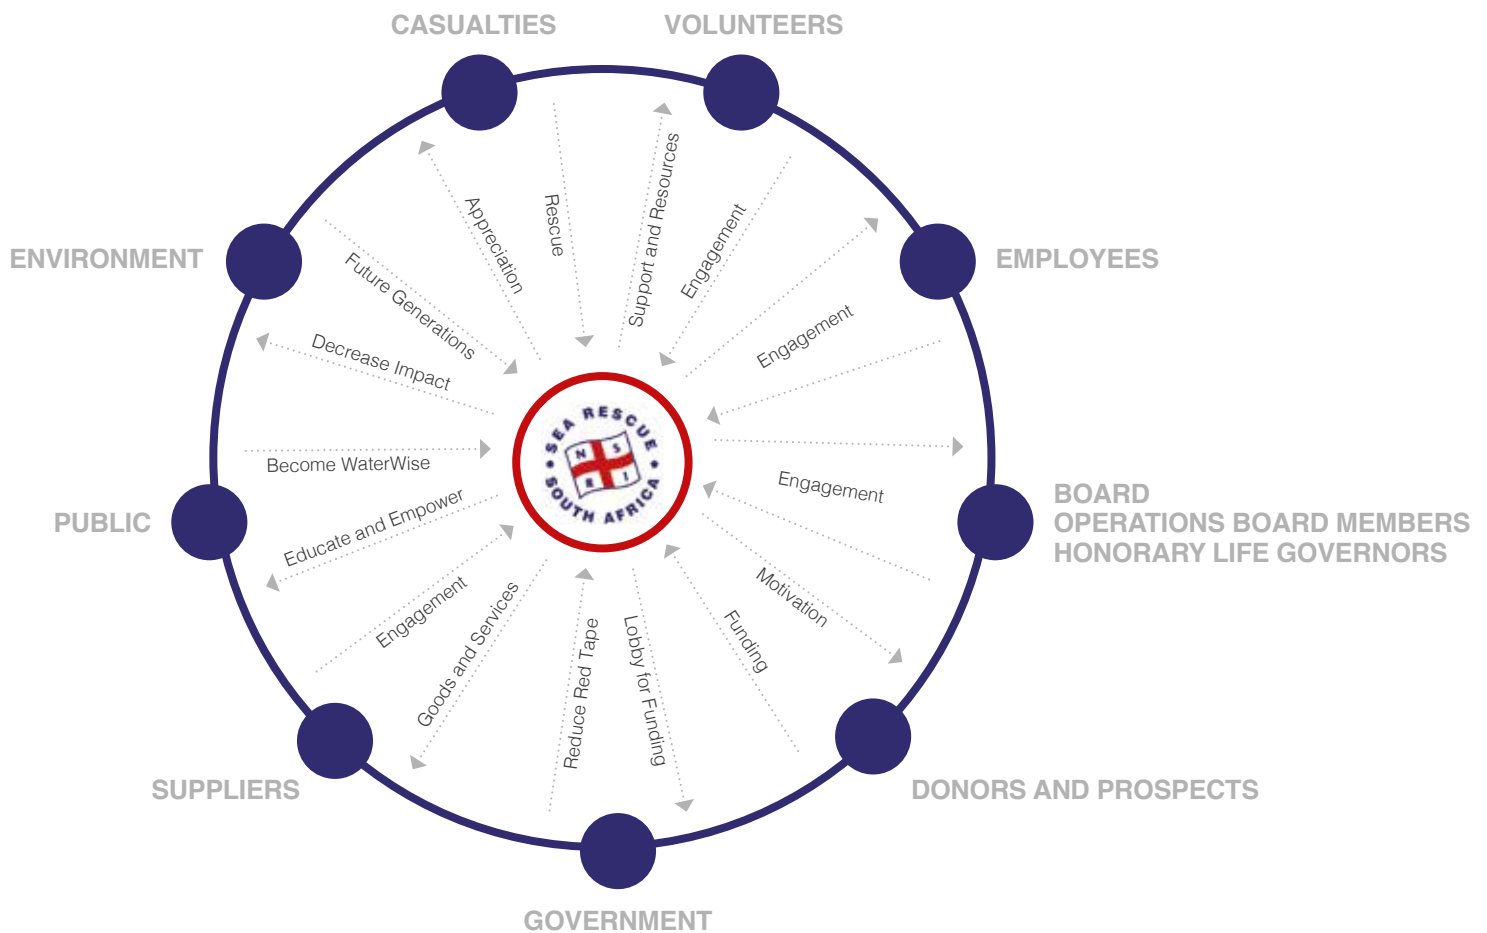 CASUALTIES
VOLUNTEERS
ENVIRONMENT
EMPLOYEES
PUBLIC
BOARD
OPERATIONS BOARD MEMBERS
HONORARY LIFE GOVERNORS
SUPPLIERS
DONORS AND PROSPECTS
GOVERNMENT
Rescue
Appreciation
Future Generations
Decrease Impact
Become WaterWise
Educate and Empower
Engagement
Goods and Services
Reduce Red Tape
Lobby for Funding
Funding
Motivation
Engagement
Engagement
Engagement
Support and Resources
SEA RESCUE
N S
R I
SOUTH AFRICA